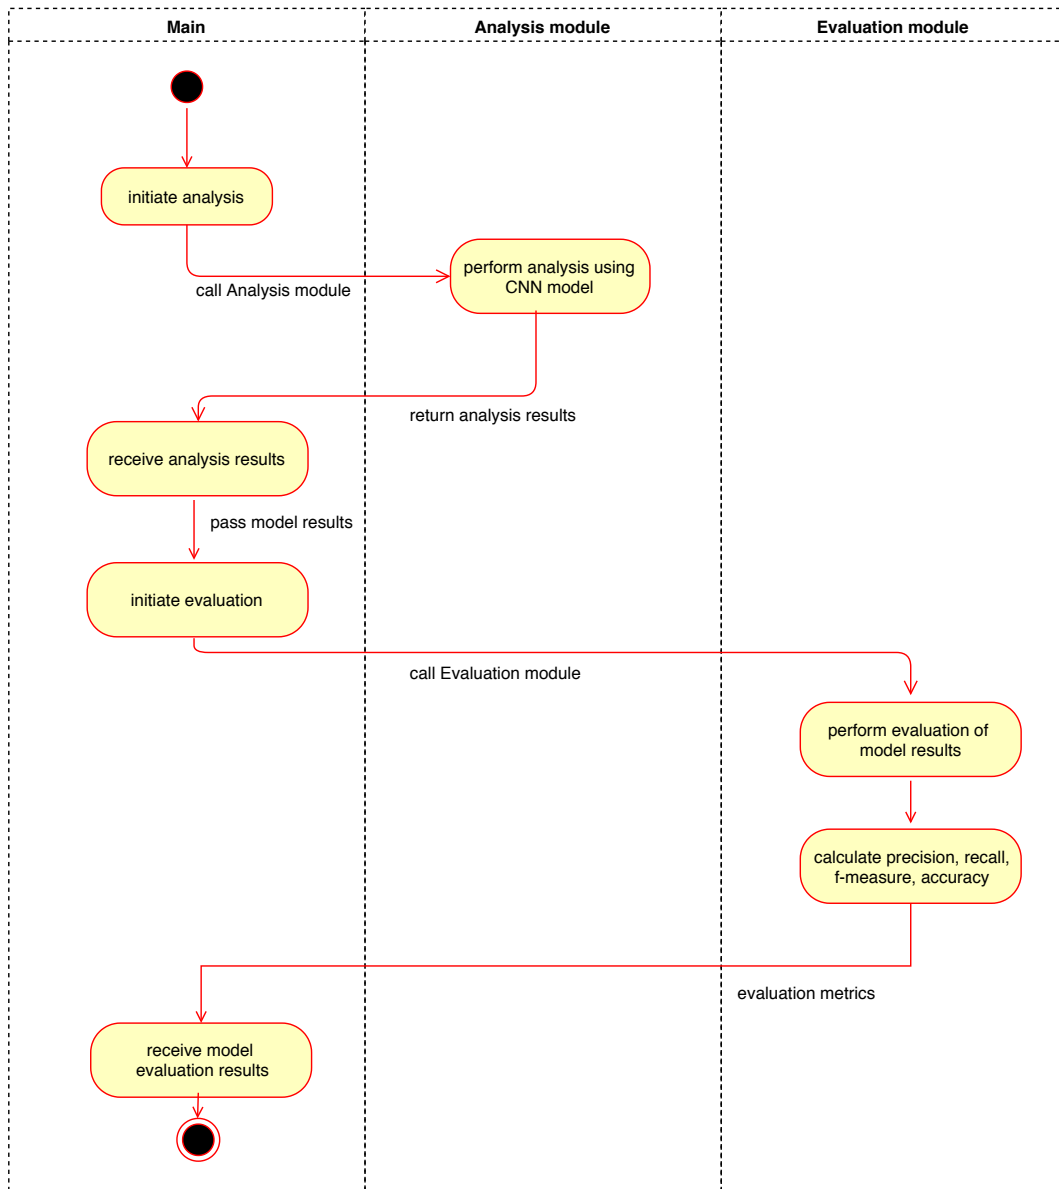 Main
Analysis module
Evaluation module
initiate analysis
perform analysis using
CNN model
call Analysis module
return analysis results
receive analysis results
pass model results
initiate evaluation
call Evaluation module
perform evaluation of
model results
calculate precision, recall,
f-measure, accuracy
evaluation metrics
receive model
evaluation results